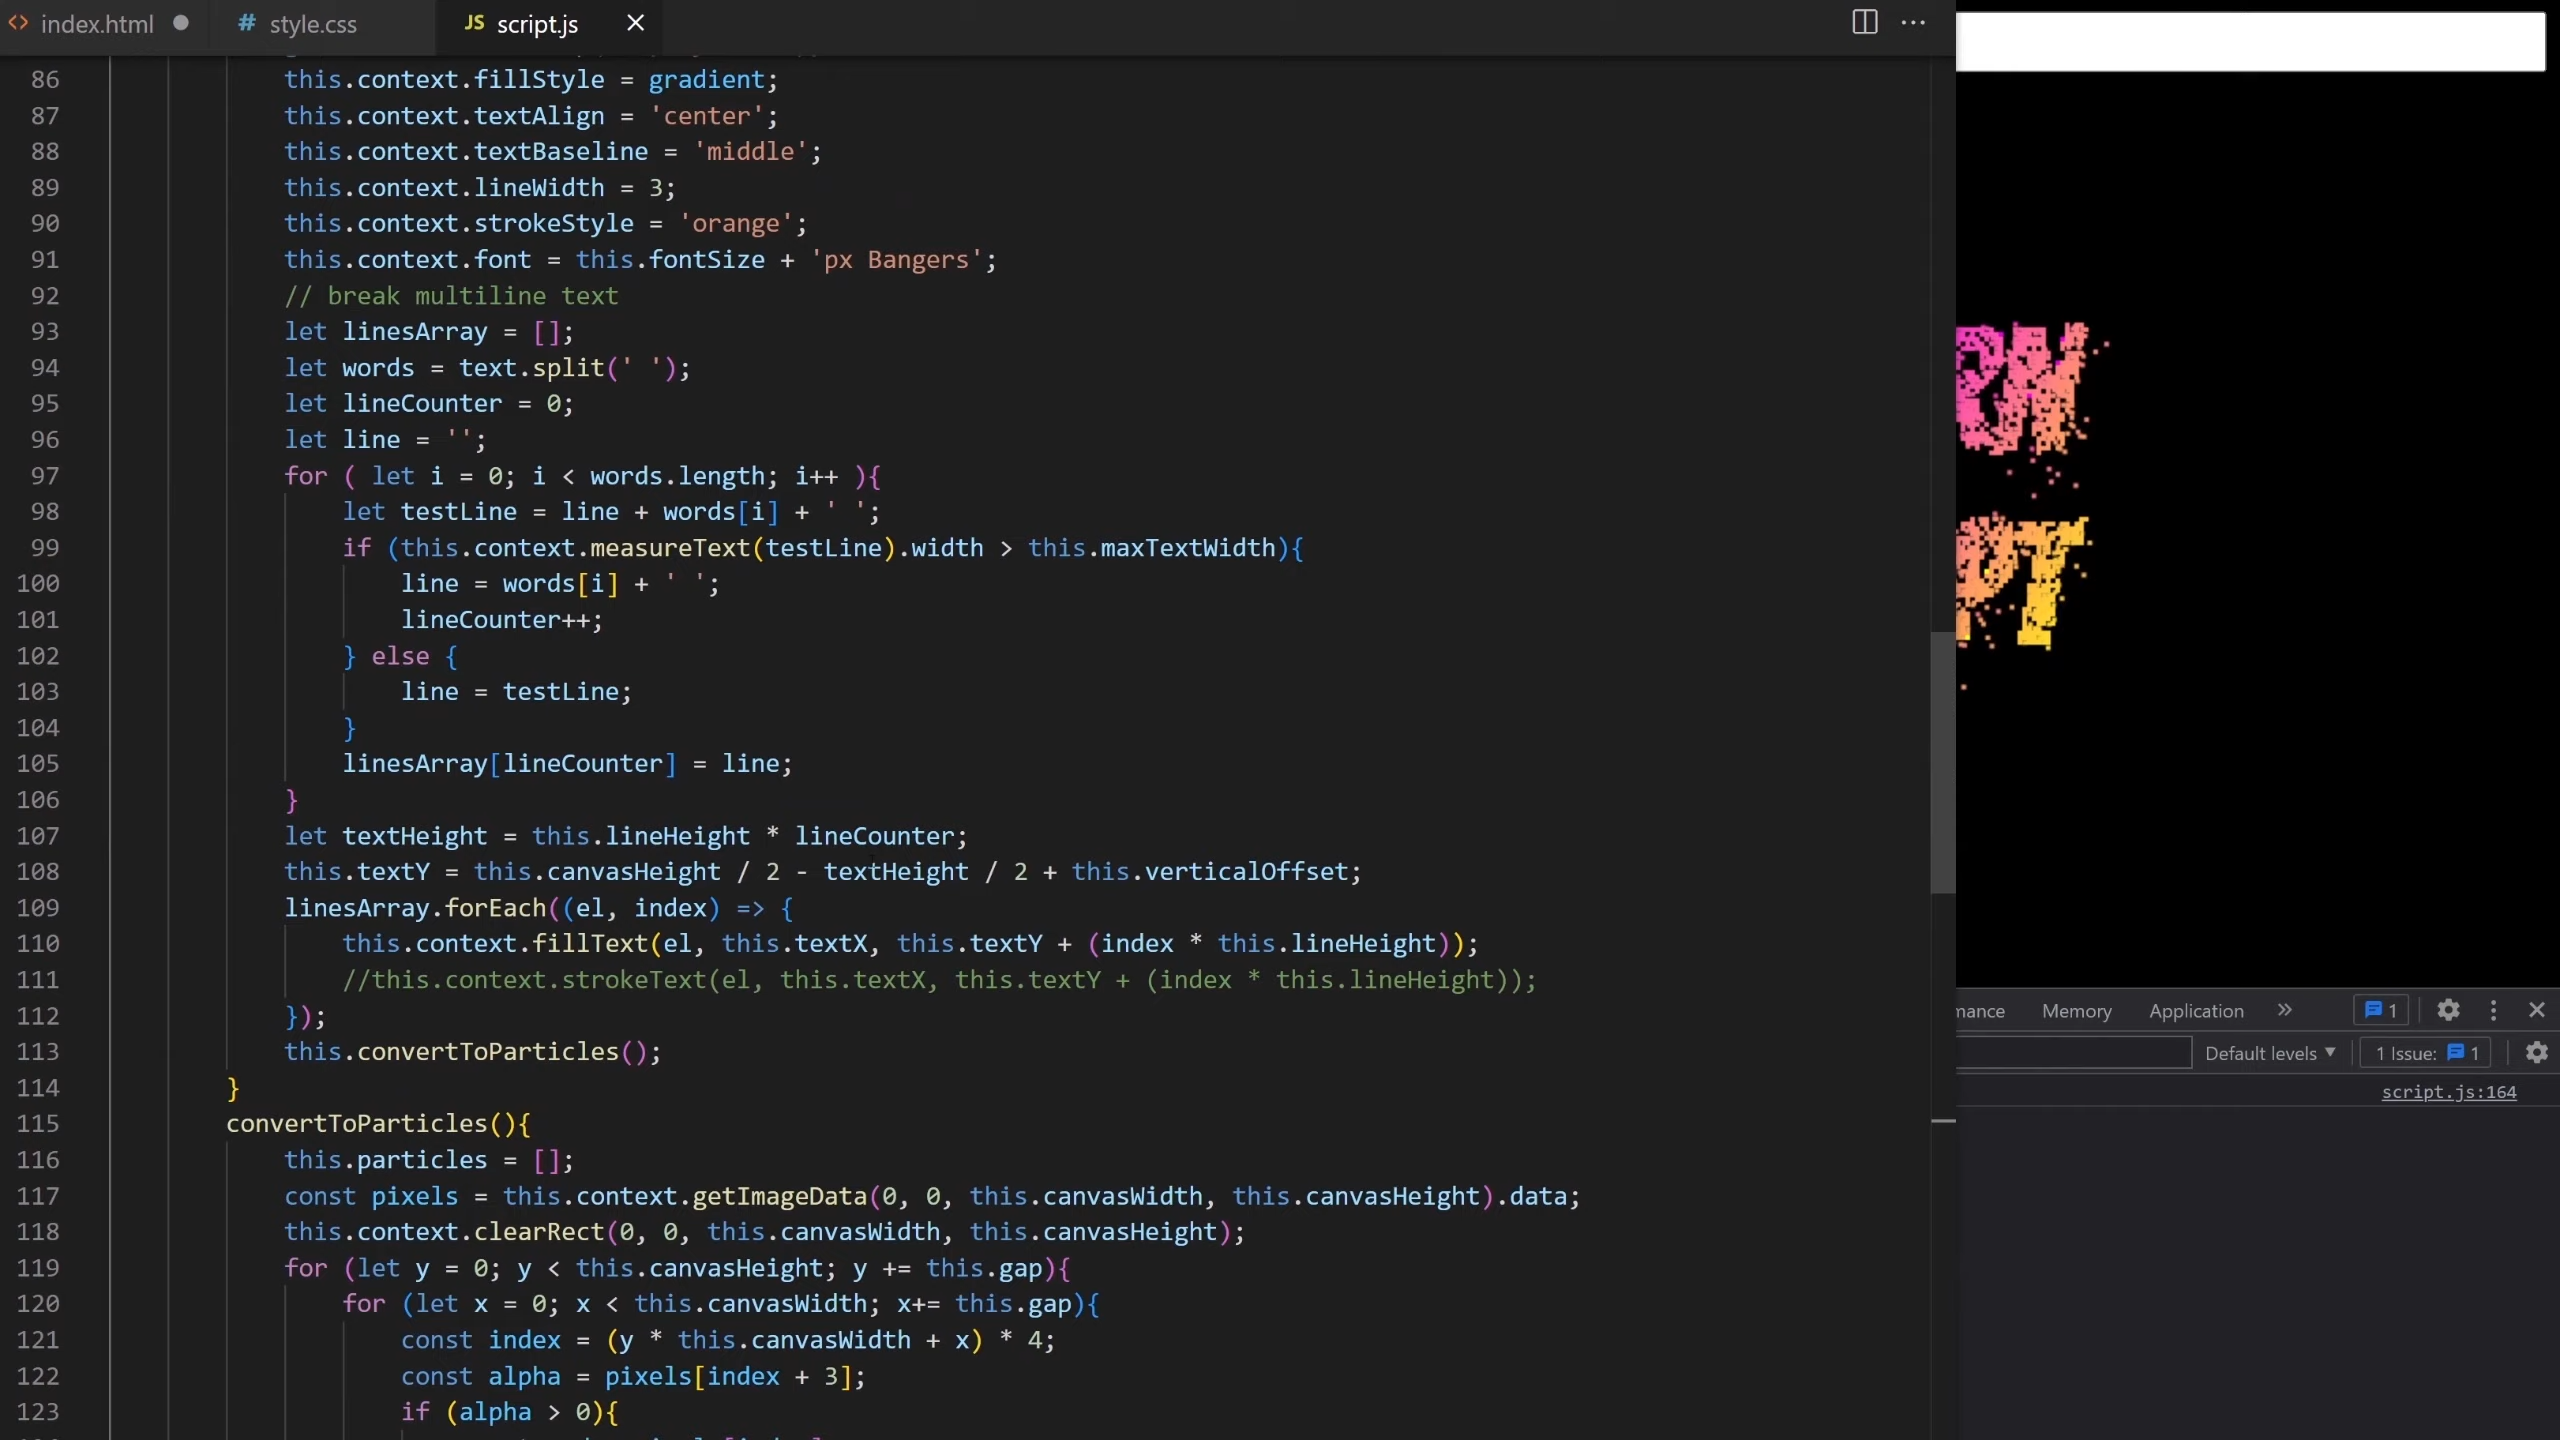 index.html
style.css
JS script.js
86 this.context.fillStyle = gradient;
87 this.context.textAlign = 'center';
88 this.context.textBaseline = 'middle';
89 this.context.lineWidth = 3;
90 this.context.strokeStyle = 'orange';
91 this.context.font = this.fontSize + 'px Bangers';
92 // break multiline text
93 let linesArray = [];
94 let words = text.split(' ');
95 let lineCounter = 0;
96 let line = '';
97 for ( let i = 0; i < words.length; i++ ){
98 let testLine = line + words[i] + ' ';
99 if (this.context.measureText(testLine).width > this.maxTextWidth){
100 line = words[i] + ' ';
101 lineCounter++;
102 } else {
103 line = testLine;
104 }
105 linesArray[lineCounter] = line;
106 }
107 let textHeight = this.lineHeight * lineCounter;
108 this.textY = this.canvasHeight / 2 - textHeight / 2 + this.verticalOffset;
109 linesArray.forEach((el, index) => {
110 this.context.fillText(el, this.textX, this.textY + (index * this.lineHeight));
111 //this.context.strokeText(el, this.textX, this.textY + (index * this.lineHeight));
112 });
113 this.convertToParticles();
114 }
115 convertToParticles(){
116 this.particles = [];
117 const pixels = this.context.getImageData(0, 0, this.canvasWidth, this.canvasHeight).data;
118 this.context.clearRect(0, 0, this.canvasWidth, this.canvasHeight);
119 for (let y = 0; y < this.canvasHeight; y += this.gap){
120 for (let x = 0; x < this.canvasWidth; x+= this.gap){
121 const index = (y * this.canvasWidth + x) * 4;
122 const alpha = pixels[index + 3];
123 if (alpha > 0){
PT
mance Memory Application 1
Default levels 1 Issue: 1
script.js:164